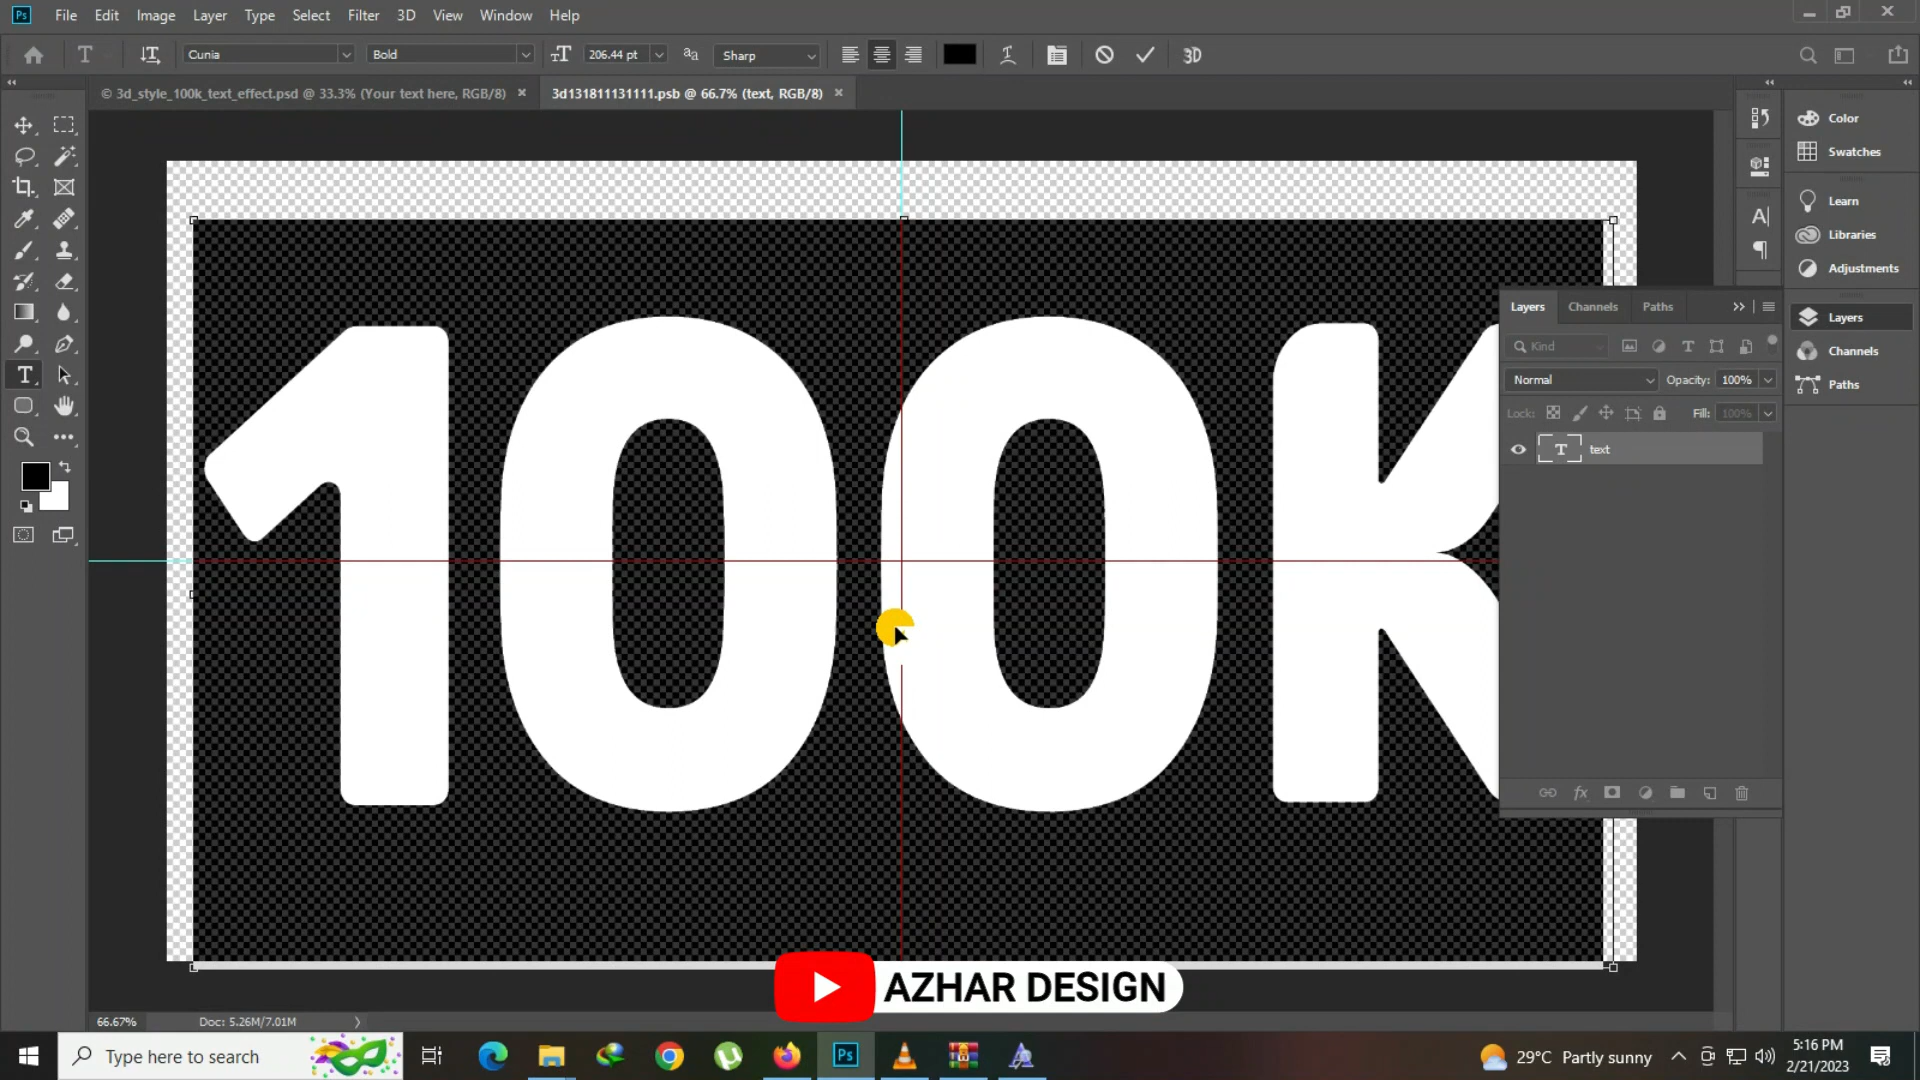 Ps File Edit Image Layer Type Select Filter 3D View Window Help
T Cunia Bold 206.44 pt Sharp 3D
© 3d_style_100k_text_effect.psd @ 33.3% (Your text here, RGB/8) × 3d131811131111.psb @ 66.7% (text, RGB/8) ×
Color
Swatches
Learn
Libraries
Adjustments
Layers
Channels
Paths
Layers Channels Paths
Kind
Normal Opacity: 100%
Lock: Fill: 100%
T text
fx
100K
AZHAR DESIGN
66.67% Doc: 5.26M/7.01M
Type here to search
Ps
29°C Partly sunny
5:16 PM
2/21/2023